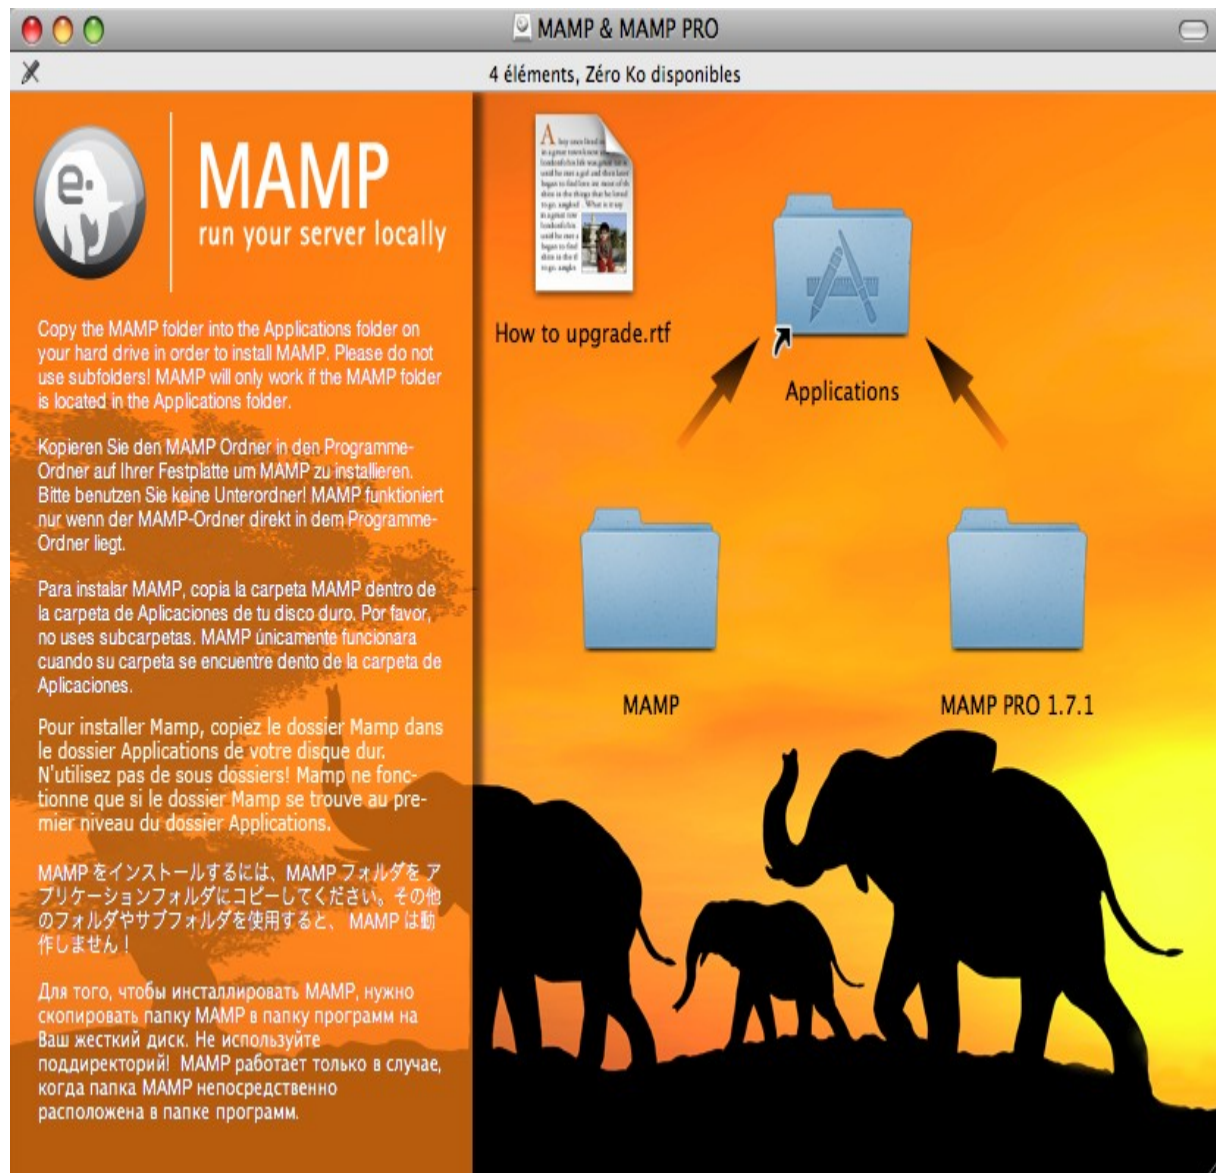 MAMP & MAMP PRO
4 éléments, Zéro Ko disponibles
e.
MAMP
run your server locally
Copy the MAMP folder into the Applications folder on
your hard drive in order to install MAMP. Please do not
use subfolders! MAMP will only work if the MAMP folder
is located in the Applications folder.
Kopieren Sie den MAMP Ordner in den Programme-
Ordner auf Ihrer Festplatte um MAMP zu installieren.
Bitte benutzen Sie keine Unterordner! MAMP funktioniert
nur wenn der MAMP-Ordner direkt in dem Programme-
Ordner liegt.
Para instalar MAMP, copia la carpeta MAMP dentro de
la carpeta de Aplicaciones de tu disco duro. Por favor,
no uses subcarpetas. MAMP únicamente funcionara
cuando su carpeta se encuentre dento de la carpeta de
Aplicaciones.
Pour installer Mamp, copiez le dossier Mamp dans
le dossier Applications de votre disque dur.
N'utilisez pas de sous dossiers! Mamp ne fonc-
tionne que si le dossier Mamp se trouve au pre-
mier niveau du dossier Applications.
MAMP をインストールするには、MAMP フォルダを ア
プリケーションフォルダにコピーしてください。その他
のフォルダやサブフォルダを使用すると、 MAMP は動
作しません！
Для того, чтобы инсталлировать MAMP, нужно
скопировать папку MAMP в папку программ на
Ваш жесткий диск. Не используйте
поддиректорий! MAMP работает только в случае,
когда папка MAMP непосредственно
расположена в папке программ.
How to upgrade.rtf
Applications
MAMP
MAMP PRO 1.7.1